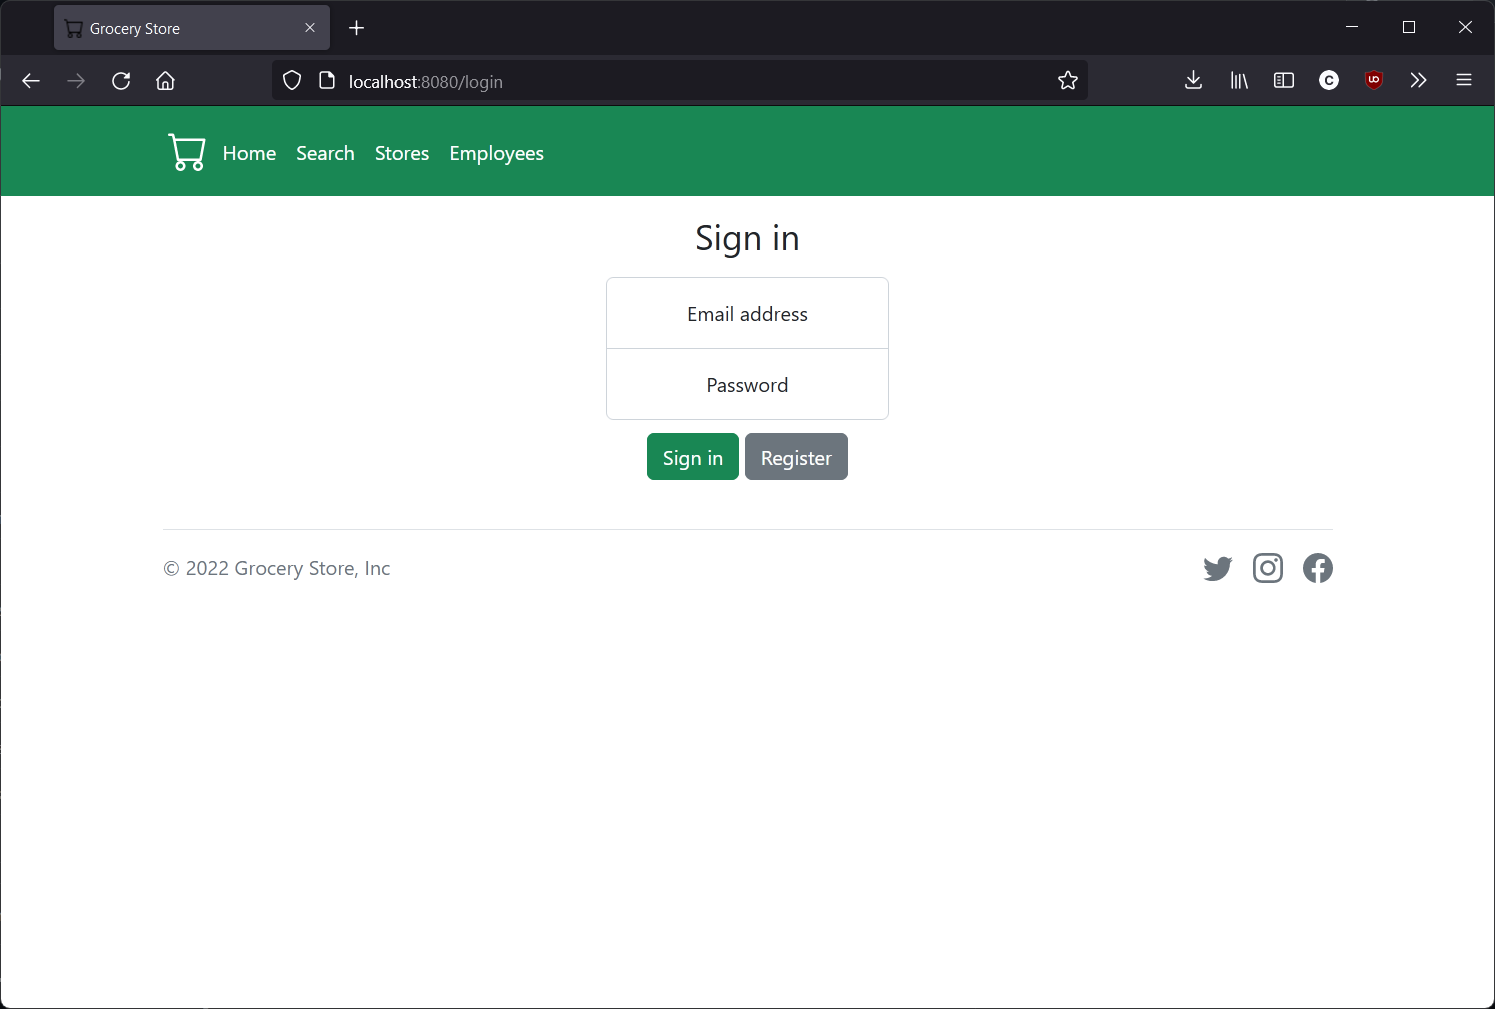 Grocery Store
localhost:8080/login
Home Search Stores Employees
Sign in
Email address
Password
Sign in Register
© 2022 Grocery Store, Inc